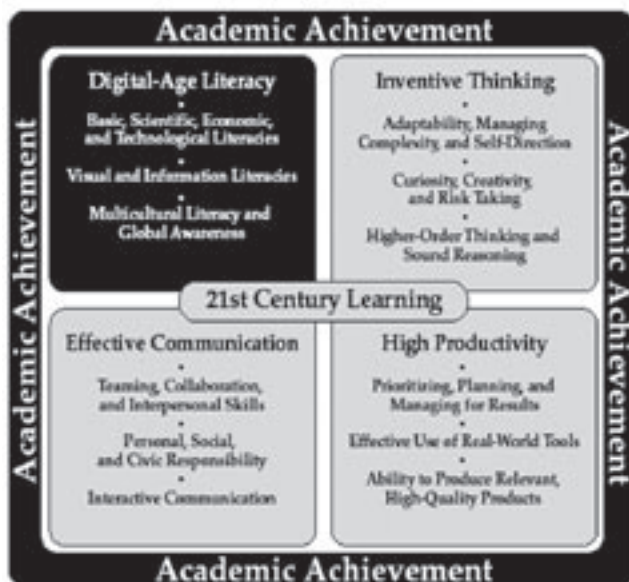 Academic Achievement
Academic Achievement
Digital-Age Literacy
•
Basic, Scientific, Economic,
and Technological Literacies
•
Visual and Information Literacies
•
Multicultural Literacy and
Global Awareness
Inventive Thinking
•
Adaptability, Managing
Complexity, and Self-Direction
•
Curiosity, Creativity,
and Risk Taking
•
Higher-Order Thinking and
Sound Reasoning
Academic Achievement
21st Century Learning
Effective Communication
•
Teaming, Collaboration,
and Interpersonal Skills
•
Personal, Social,
and Civic Responsibility
•
Interactive Communication
High Productivity
•
Prioritizing, Planning, and
Managing for Results
•
Effective Use of Real-World Tools
•
Ability to Produce Relevant,
High-Quality Products
Academic Achievement